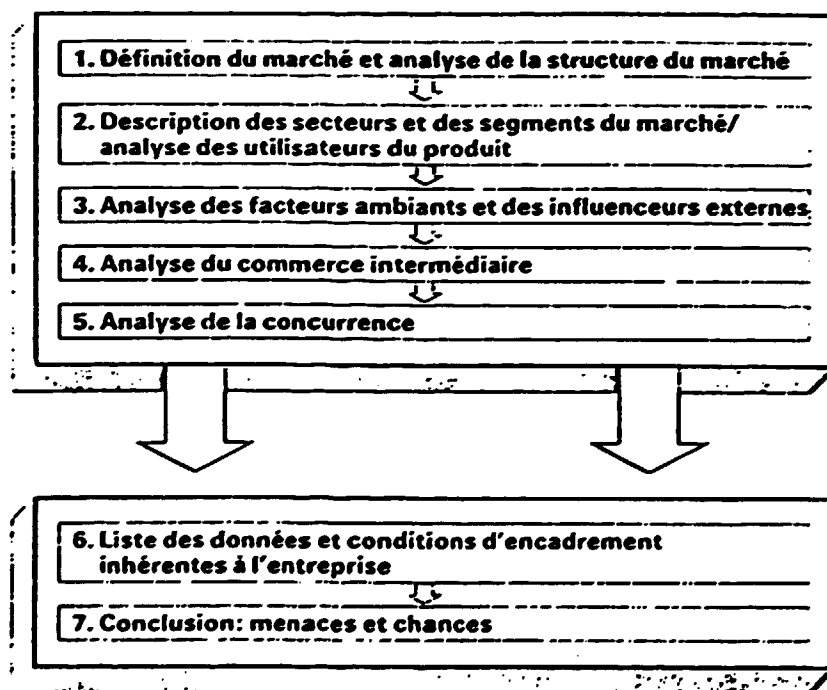 1. Définition du marché et analyse de la structure du marché
2. Description des secteurs et des segments du marché/
analyse des utilisateurs du produit
3. Analyse des facteurs ambiants et des influenceurs externes
4. Analyse du commerce intermédiaire
5. Analyse de la concurrence
6. Liste des données et conditions d'encadrement
inhérentes à l'entreprise
7. Conclusion: menaces et chances